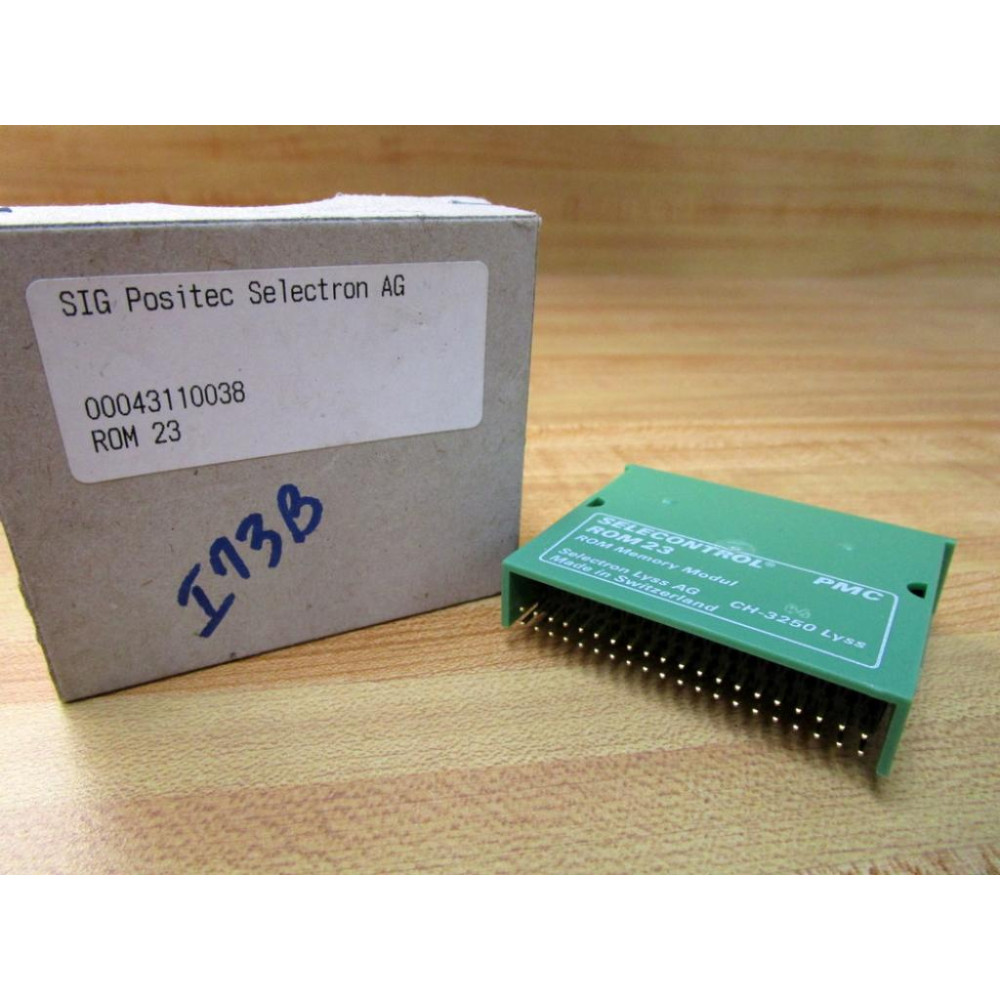 SIG Positec Selectron AG
00043110038
ROM 23
I73B
SELECONTROL® PMC
ROM 23
ROM Memory Modul
Selectron Lyss AG CH-3250 Lyss
Made in Switzerland